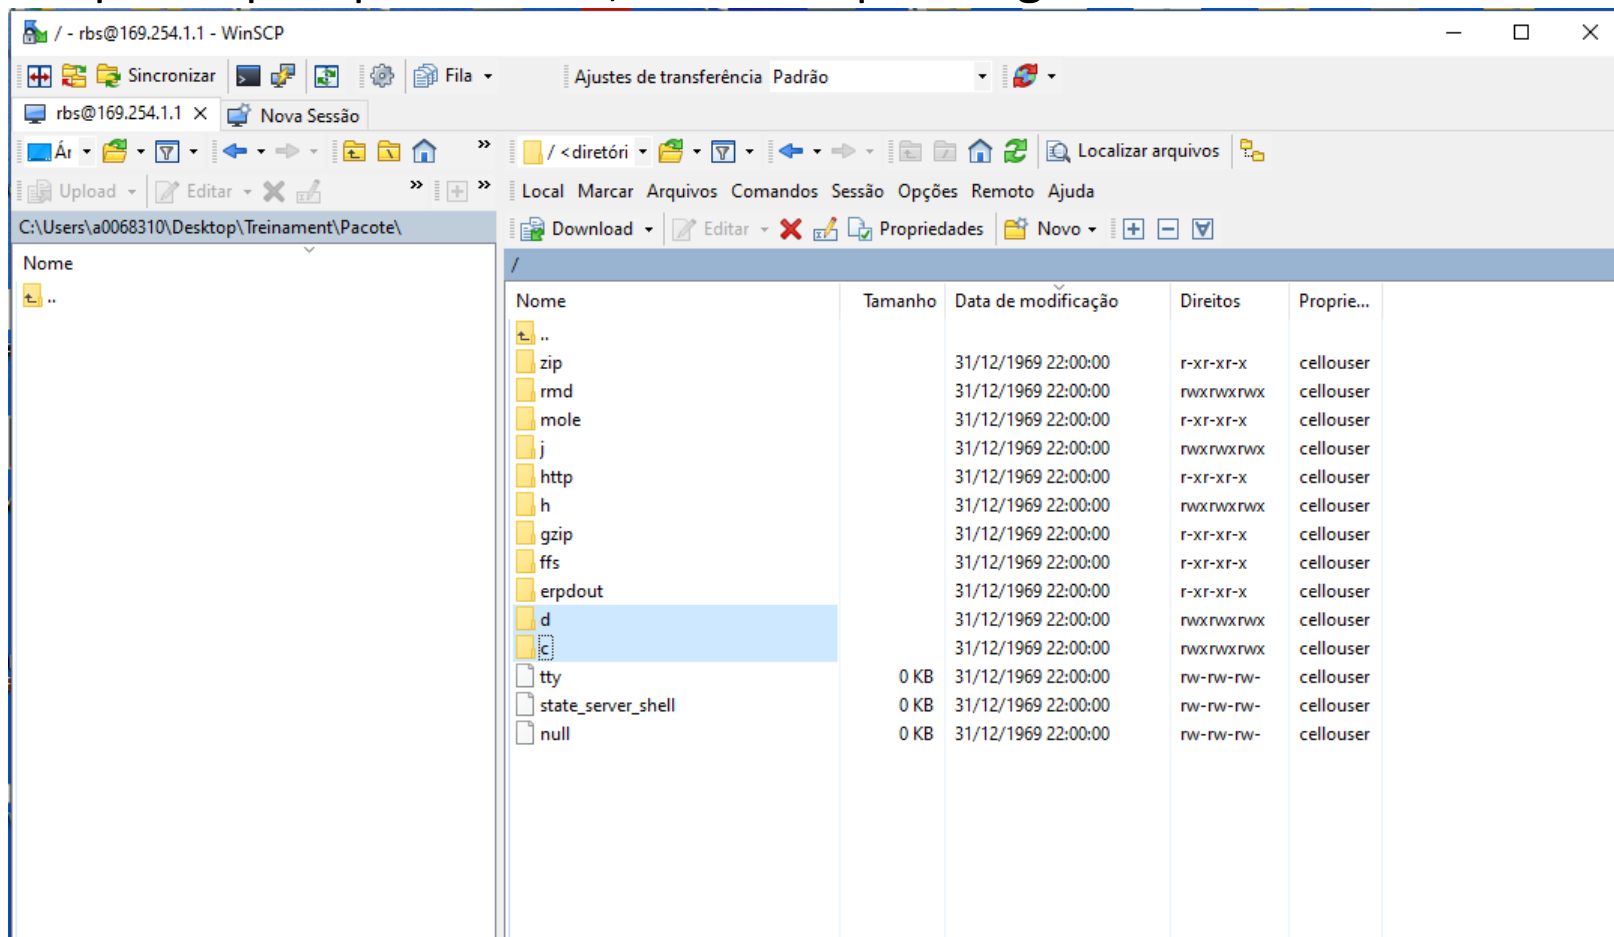 / - rbs@169.254.1.1 - WinSCP
Sincronizar Fila Ajustes de transferência Padrão
rbs@169.254.1.1 Nova Sessão
Ár / <diretóri Localizar arquivos
Upload Editar Local Marcar Arquivos Comandos Sessão Opções Remoto Ajuda
C:\Users\a0068310\Desktop\Treinament\Pacote\ Download Editar Propriedades Novo
Nome /
.. Nome Tamanho Data de modificação Direitos Proprie...
..
zip 31/12/1969 22:00:00 r-xr-xr-x cellouser
rmd 31/12/1969 22:00:00 rwxrwxrwx cellouser
mole 31/12/1969 22:00:00 r-xr-xr-x cellouser
j 31/12/1969 22:00:00 rwxrwxrwx cellouser
http 31/12/1969 22:00:00 r-xr-xr-x cellouser
h 31/12/1969 22:00:00 rwxrwxrwx cellouser
gzip 31/12/1969 22:00:00 r-xr-xr-x cellouser
ffs 31/12/1969 22:00:00 r-xr-xr-x cellouser
erpdout 31/12/1969 22:00:00 r-xr-xr-x cellouser
d 31/12/1969 22:00:00 rwxrwxrwx cellouser
c 31/12/1969 22:00:00 rwxrwxrwx cellouser
tty 0 KB 31/12/1969 22:00:00 rw-rw-rw- cellouser
state_server_shell 0 KB 31/12/1969 22:00:00 rw-rw-rw- cellouser
null 0 KB 31/12/1969 22:00:00 rw-rw-rw- cellouser